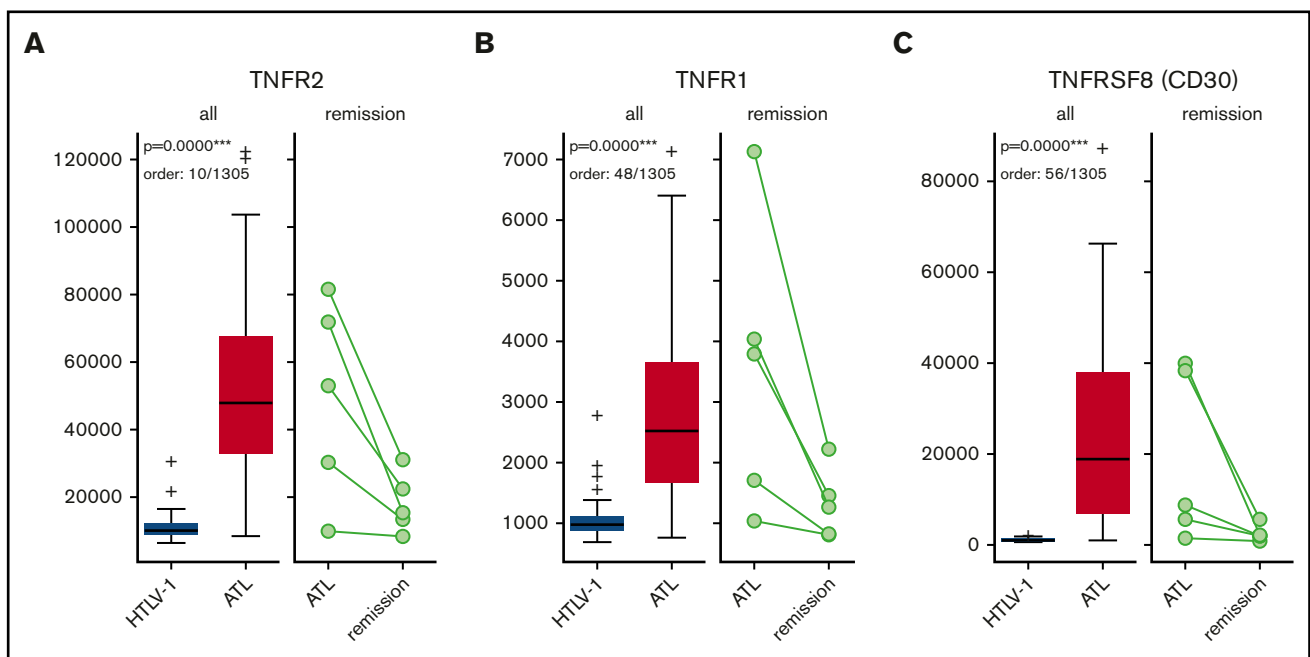 A
TNFR2
all
remission
p=0.0000***
order: 10/1305
120000
100000
80000
60000
40000
20000
HTLV-1
ATL
ATL
remission
B
TNFR1
all
remission
p=0.0000***
order: 48/1305
7000
6000
5000
4000
3000
2000
1000
HTLV-1
ATL
ATL
remission
C
TNFRSF8 (CD30)
all
remission
p=0.0000***
order: 56/1305
80000
60000
40000
20000
0
HTLV-1
ATL
ATL
remission